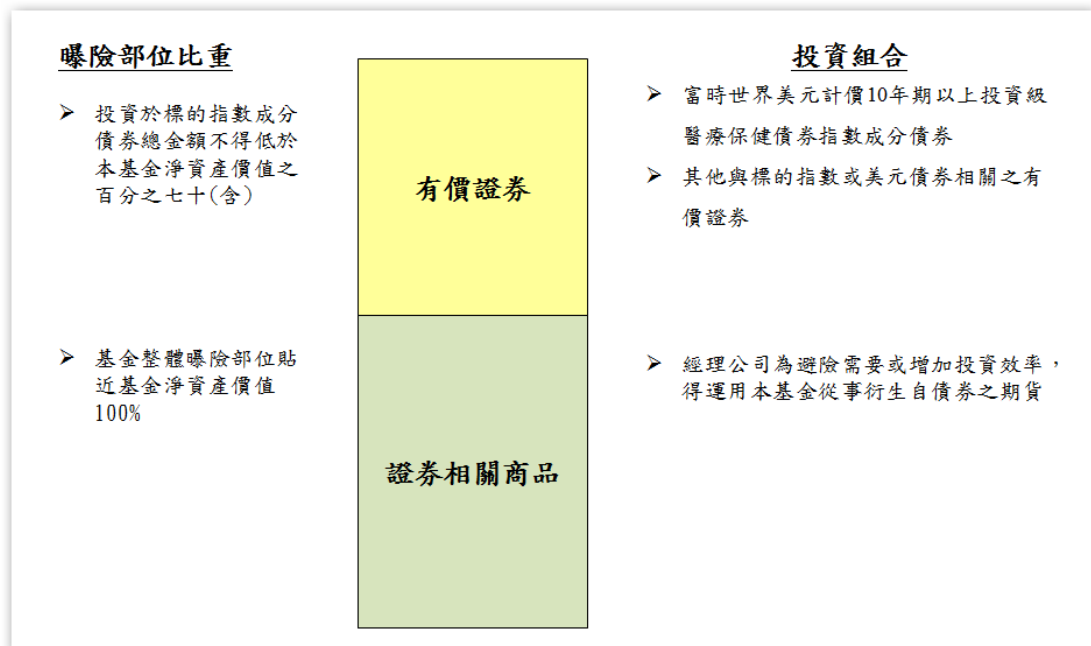 曝險部位比重
➢ 投資於標的指數成分
債券總金額不得低於
本基金淨資產價值之
百分之七十(含)
➢ 基金整體曝險部位貼
近基金淨資產價值
100%
有價證券
證券相關商品
投資組合
➢ 富時世界美元計價10年期以上投資級
醫療保健債券指數成分債券
➢ 其他與標的指數或美元債券相關之有
價證券
➢ 經理公司為避險需要或增加投資效率，
得運用本基金從事衍生自債券之期貨